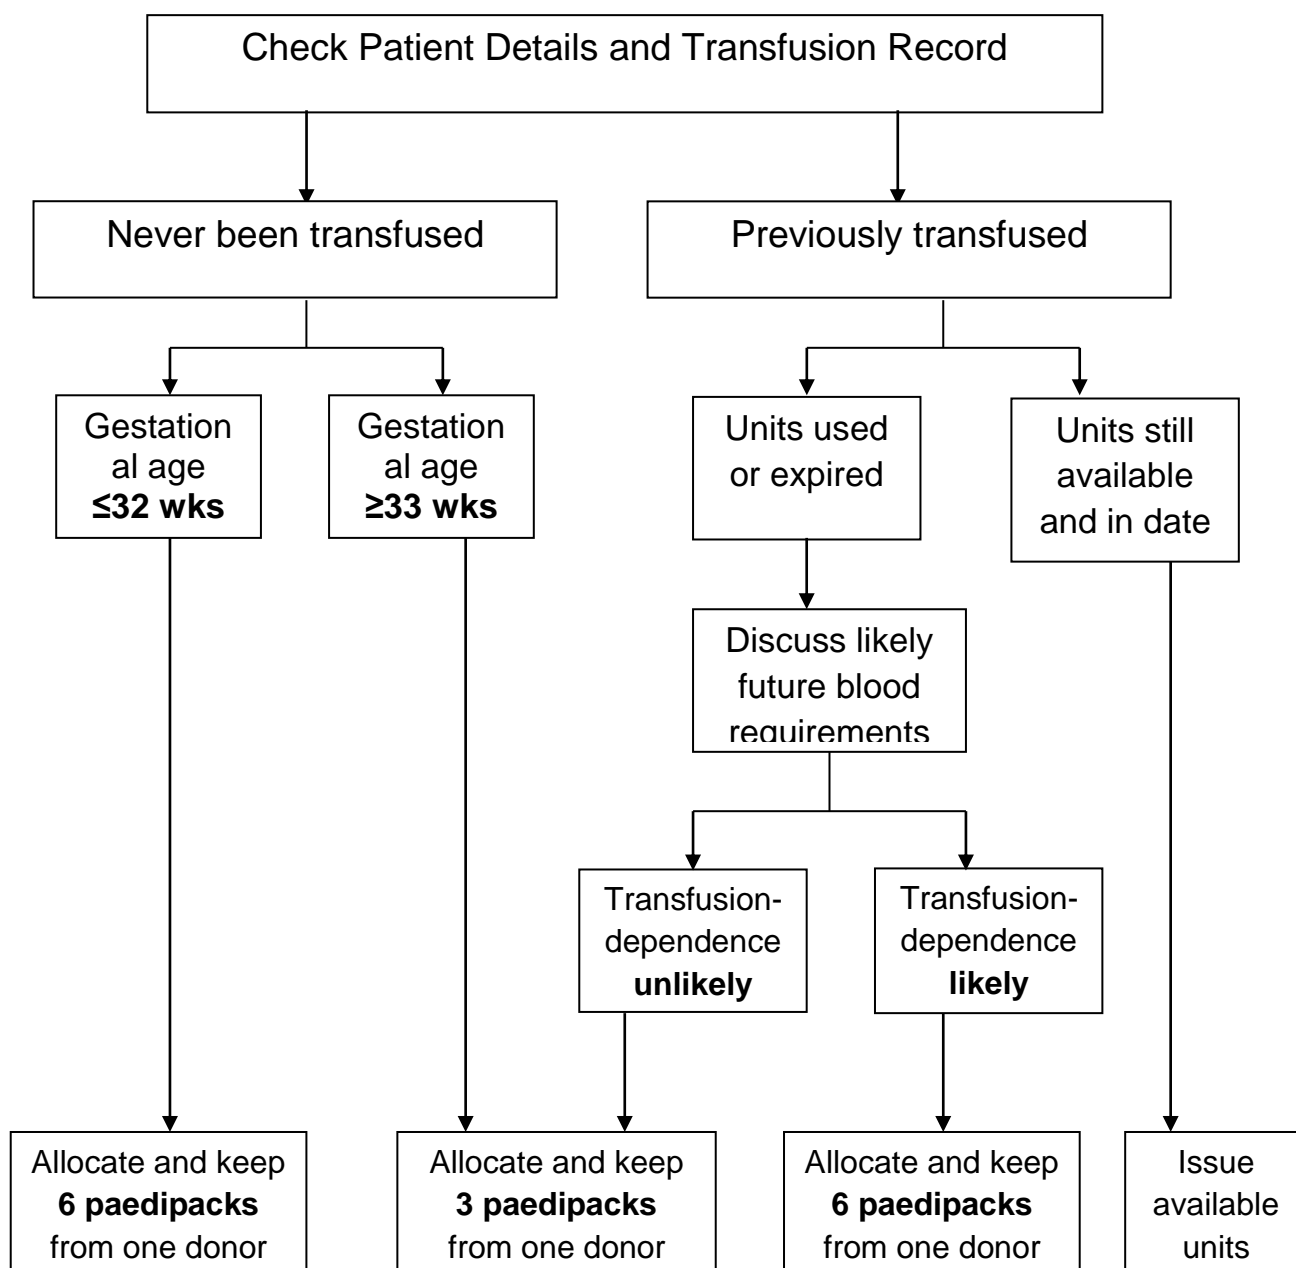 Check Patient Details and Transfusion Record
Never been transfused
Previously transfused
Gestation
al age
≤32 wks
Gestation
al age
≥33 wks
Units used
or expired
Units still
available
and in date
Discuss likely
future blood
requirements
Transfusion-
dependence
unlikely
Transfusion-
dependence
likely
Allocate and keep
6 paedipacks
from one donor
Allocate and keep
3 paedipacks
from one donor
Allocate and keep
6 paedipacks
from one donor
Issue
available
units